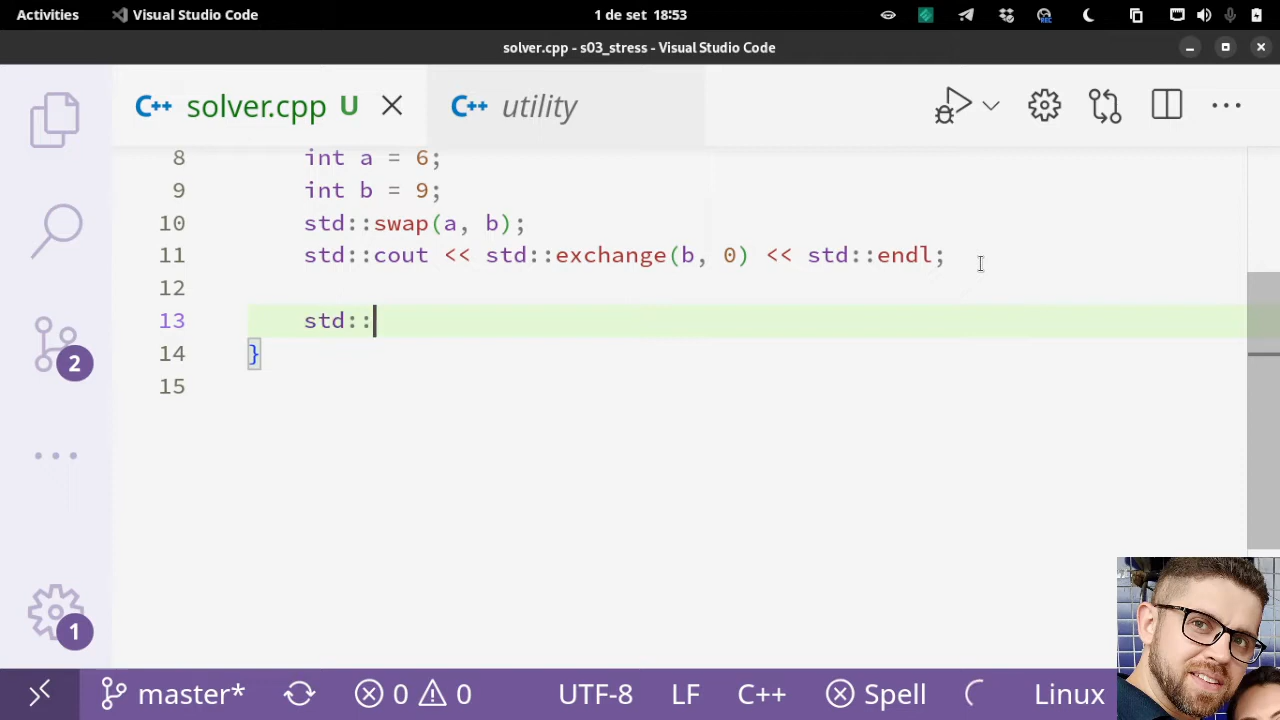 Activities Visual Studio Code 1 de set 18:53
solver.cpp - s03_stress - Visual Studio Code
C++ solver.cpp U C++ utility
8 int a = 6;
9 int b = 9;
10 std::swap(a, b);
11 std::cout << std::exchange(b, 0) << std::endl;
12
13 std::
14 }
15
2
1
master* 0 0 UTF-8 LF C++ Spell Linux